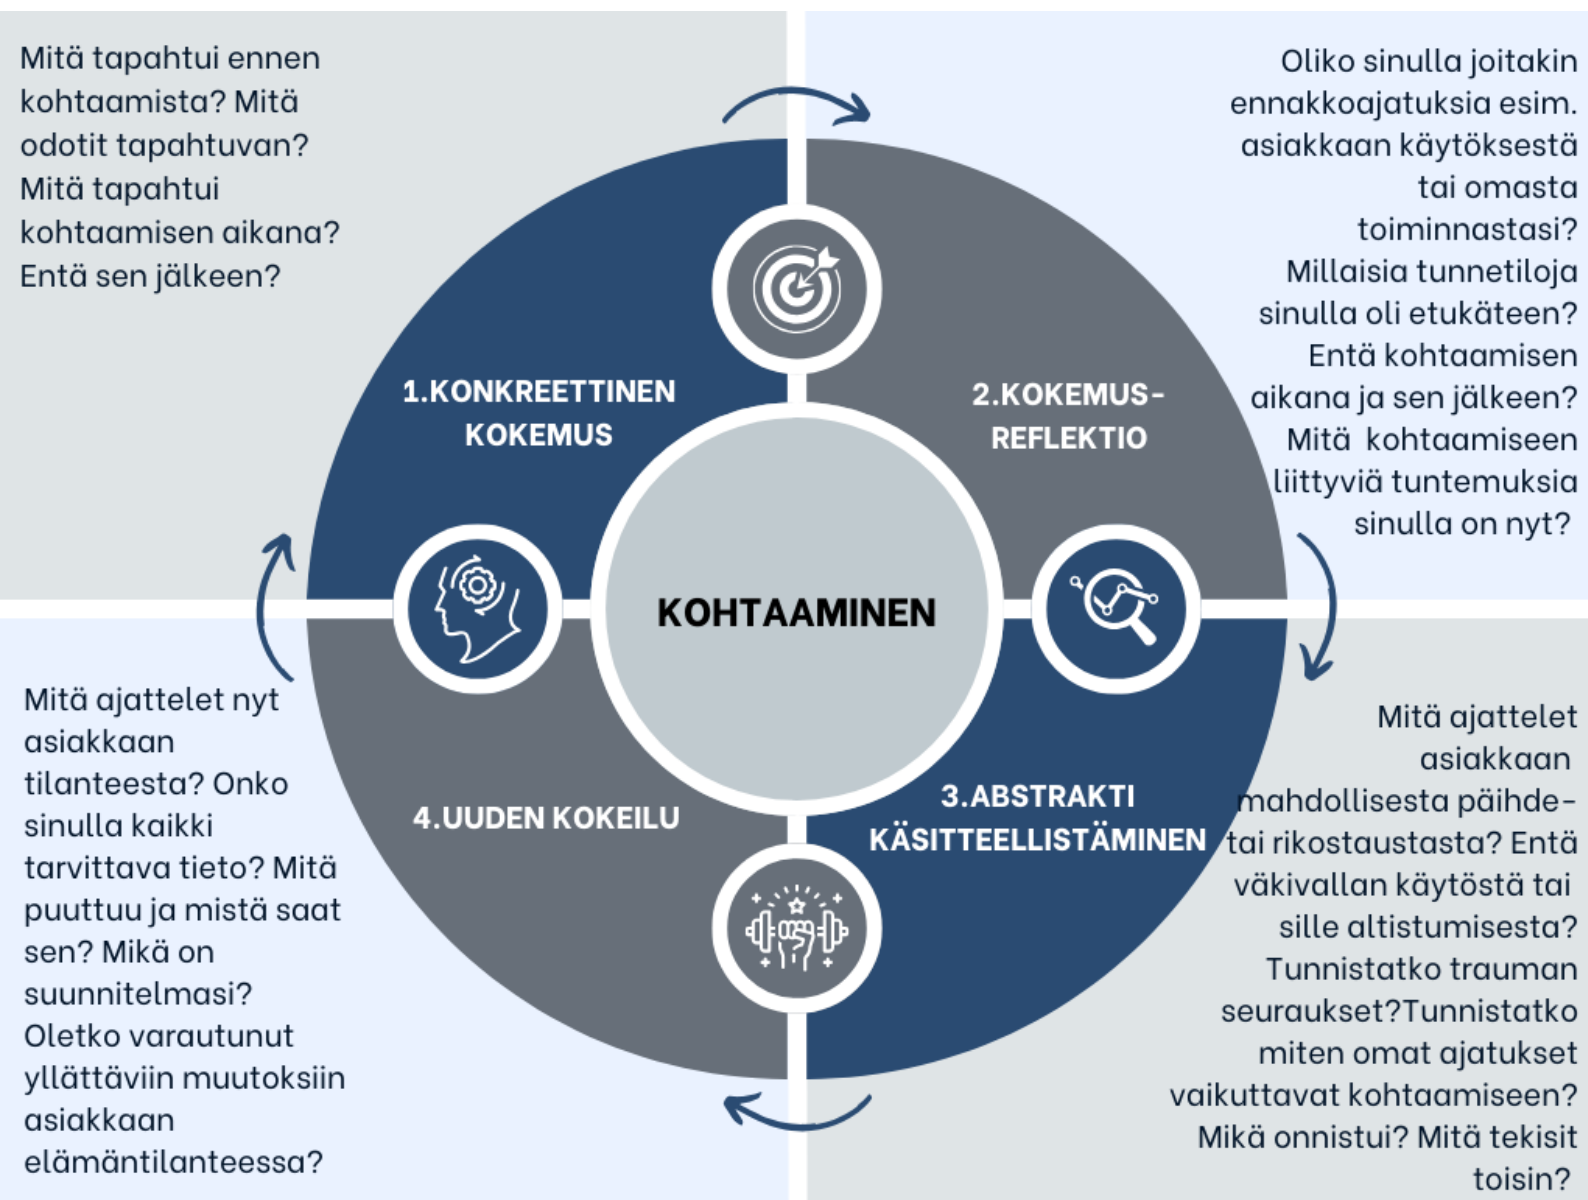 Mitä tapahtui ennen
kohtaamista? Mitä
odotit tapahtuvan?
Mitä tapahtui
kohtaamisen aikana?
Entä sen jälkeen?
Oliko sinulla joitakin
ennakkoajatuksia esim.
asiakkaan käytöksestä
tai omasta
toiminnastasi?
Millaisia tunnetiloja
sinulla oli etukäteen?
Entä kohtaamisen
aikana ja sen jälkeen?
Mitä kohtaamiseen
liittyviä tuntemuksia
sinulla on nyt?
1.KONKREETTINEN
KOKEMUS
2.KOKEMUS-
REFLEKTIO
KOHTAAMINEN
3.ABSTRAKTI
KÄSITTEELLISTÄMINEN
4.UUDEN KOKEILU
Mitä ajattelet
asiakkaan
mahdollisesta päihde-
tai rikostaustasta? Entä
väkivallan käytöstä tai
sille altistumisesta?
Tunnistatko trauman
seuraukset?Tunnistatko
miten omat ajatukset
vaikuttavat kohtaamiseen?
Mikä onnistui? Mitä tekisit
toisin?
Mitä ajattelet nyt
asiakkaan
tilanteesta? Onko
sinulla kaikki
tarvittava tieto? Mitä
puuttuu ja mistä saat
sen? Mikä on
suunnitelmasi?
Oletko varautunut
yllättäviin muutoksiin
asiakkaan
elämäntilanteessa?